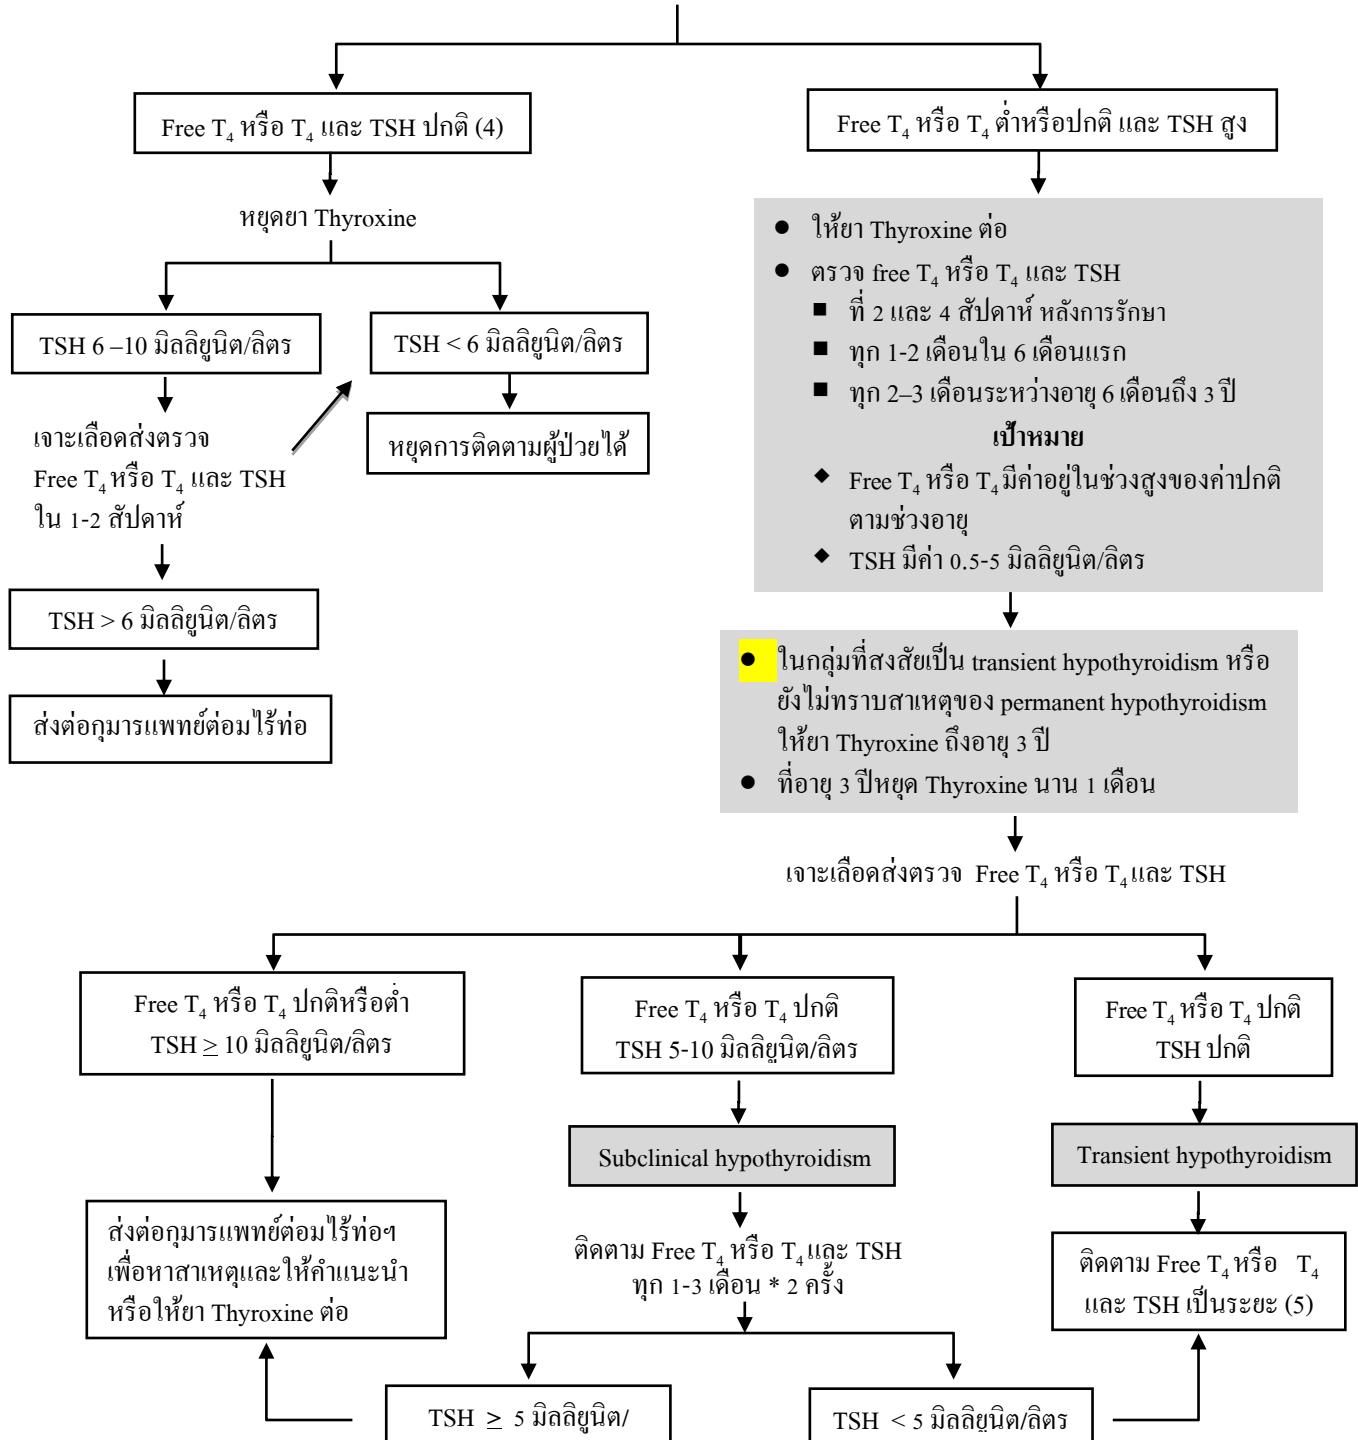 Free T₄ หรือ T₄ และ TSH ปกติ (4)
หยุดยา Thyroxine
TSH 6 –10 มิลลิยูนิต/ลิตร
TSH < 6 มิลลิยูนิต/ลิตร
เจาะเลือดส่งตรวจ
Free T₄ หรือ T₄ และ TSH
ใน 1-2 สัปดาห์
หยุดการติดตามผู้ป่วยได้
TSH > 6 มิลลิยูนิต/ลิตร
ส่งต่อกุมารแพทย์ต่อมไร้ท่อ
Free T₄ หรือ T₄ ต่ำหรือปกติ และ TSH สูง
● ให้ยา Thyroxine ต่อ
● ตรวจ free T₄ หรือ T₄ และ TSH
■ ที่ 2 และ 4 สัปดาห์ หลังการรักษา
■ ทุก 1-2 เดือนใน 6 เดือนแรก
■ ทุก 2–3 เดือนระหว่างอายุ 6 เดือนถึง 3 ปี
เป้าหมาย
◆ Free T₄ หรือ T₄ มีค่าอยู่ในช่วงสูงของค่าปกติ
ตามช่วงอายุ
◆ TSH มีค่า 0.5-5 มิลลิยูนิต/ลิตร
● ในกลุ่มที่สงสัยเป็น transient hypothyroidism หรือ
ยังไม่ทราบสาเหตุของ permanent hypothyroidism
ให้ยา Thyroxine ถึงอายุ 3 ปี
● ที่อายุ 3 ปีหยุด Thyroxine นาน 1 เดือน
เจาะเลือดส่งตรวจ Free T₄ หรือ T₄ และ TSH
Free T₄ หรือ T₄ ปกติหรือต่ำ
TSH ≥ 10 มิลลิยูนิต/ลิตร
Free T₄ หรือ T₄ ปกติ
TSH 5-10 มิลลิยูนิต/ลิตร
Free T₄ หรือ T₄ ปกติ
TSH ปกติ
Subclinical hypothyroidism
Transient hypothyroidism
ส่งต่อกุมารแพทย์ต่อมไร้ท่อฯ
เพื่อหาสาเหตุและให้คำแนะนำ
หรือให้ยา Thyroxine ต่อ
ติดตาม Free T₄ หรือ T₄ และ TSH
ทุก 1-3 เดือน * 2 ครั้ง
ติดตาม Free T₄ หรือ T₄
และ TSH เป็นระยะ (5)
TSH ≥ 5 มิลลิยูนิต/
TSH < 5 มิลลิยูนิต/ลิตร